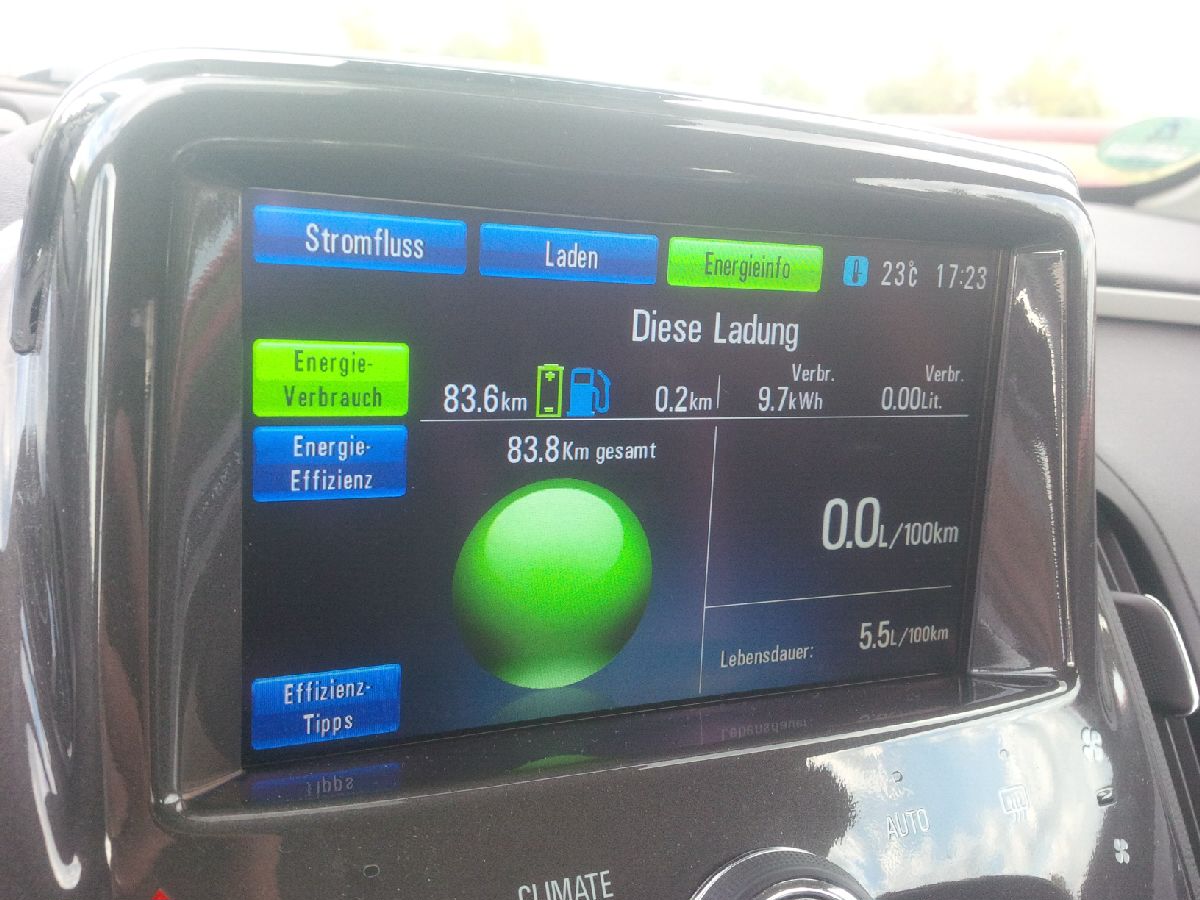 Stromfluss
Laden
Energieinfo
23°C 17:23
Diese Ladung
Energie-
Verbrauch
83.6km
0.2km
Verbr.
9.7kWh
Verbr.
0.00Lit.
83.8Km gesamt
Energie-
Effizienz
0.0L/100km
Lebensdauer:
5.5L/100km
Effizienz-
Tipps
AUTO
CLIMATE